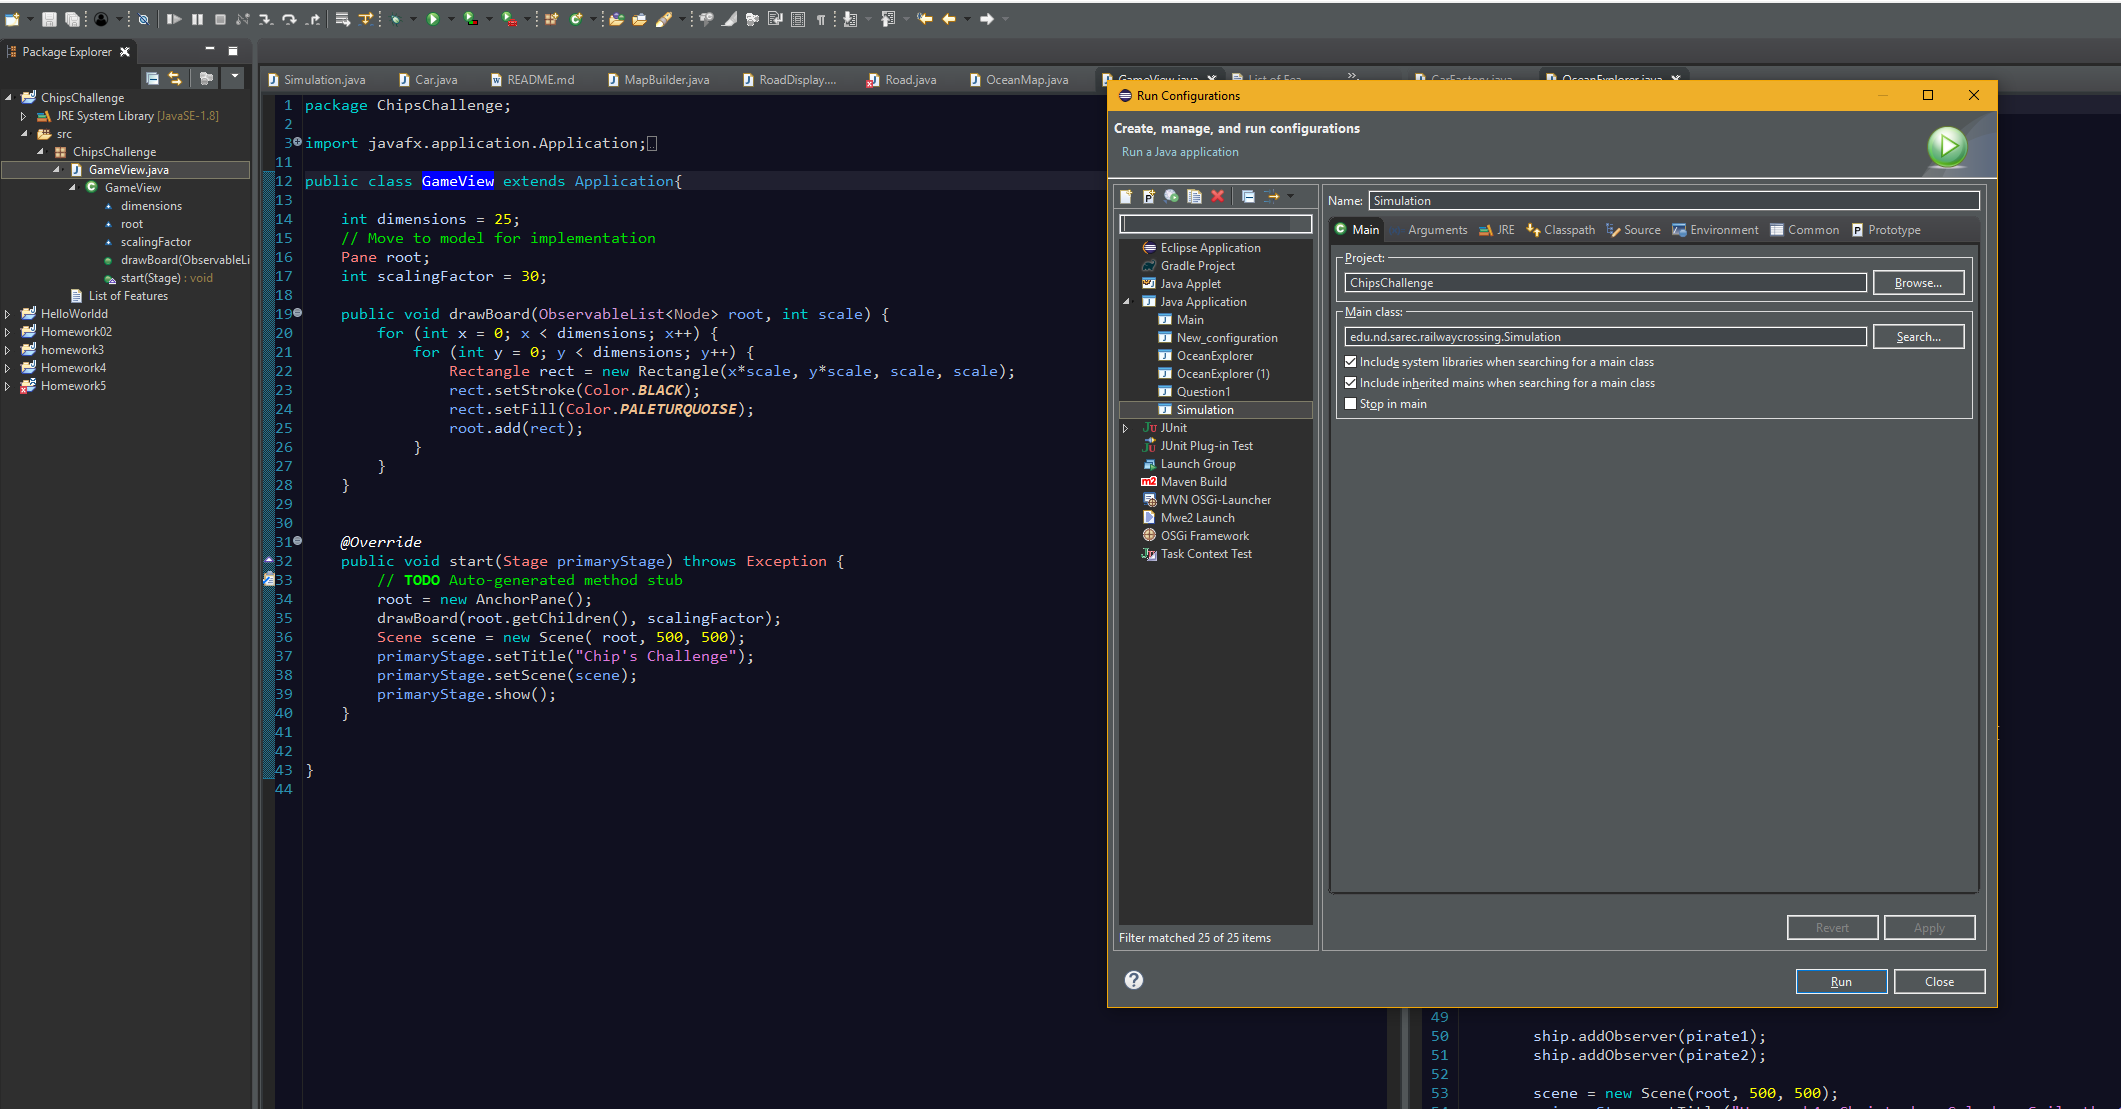 Package Explorer
ChipsChallenge
JRE System Library [JavaSE-1.8]
src
ChipsChallenge
GameView.java
GameView
dimensions
root
scalingFactor
drawBoard(ObservableLi
start(Stage) : void
List of Features
HelloWorldd
Homework02
homework3
Homework4
Homework5
Simulation.java
Car.java
README.md
MapBuilder.java
RoadDisplay....
Road.java
OceanMap.java
GameView.java
List of Fea
CarFactory.java
OceanExplorer.java
1 package ChipsChallenge;
2
3 import javafx.application.Application;
11
12 public class GameView extends Application{
13
14 int dimensions = 25;
15 // Move to model for implementation
16 Pane root;
17 int scalingFactor = 30;
18
19 public void drawBoard(ObservableList<Node> root, int scale) {
20 for (int x = 0; x < dimensions; x++) {
21 for (int y = 0; y < dimensions; y++) {
22 Rectangle rect = new Rectangle(x*scale, y*scale, scale, scale);
23 rect.setStroke(Color.BLACK);
24 rect.setFill(Color.PALETURQUOISE);
25 root.add(rect);
26 }
27 }
28 }
29
30
31 @Override
32 public void start(Stage primaryStage) throws Exception {
33 // TODO Auto-generated method stub
34 root = new AnchorPane();
35 drawBoard(root.getChildren(), scalingFactor);
36 Scene scene = new Scene( root, 500, 500);
37 primaryStage.setTitle("Chip's Challenge");
38 primaryStage.setScene(scene);
39 primaryStage.show();
40 }
41
42
43 }
44
Run Configurations
Create, manage, and run configurations
Run a Java application
Eclipse Application
Gradle Project
Java Applet
Java Application
Main
New_configuration
OceanExplorer
OceanExplorer (1)
Question1
Simulation
JUnit
JUnit Plug-in Test
Launch Group
Maven Build
MVN OSGi-Launcher
Mwe2 Launch
OSGi Framework
Task Context Test
Filter matched 25 of 25 items
Name: Simulation
Main Arguments JRE Classpath Source Environment Common Prototype
Project:
ChipsChallenge Browse...
Main class:
edu.nd.sarec.railwaycrossing.Simulation Search...
Include system libraries when searching for a main class
Include inherited mains when searching for a main class
Stop in main
Revert Apply
Run Close
49
50 ship.addObserver(pirate1);
51 ship.addObserver(pirate2);
52
53 scene = new Scene(root, 500, 500);